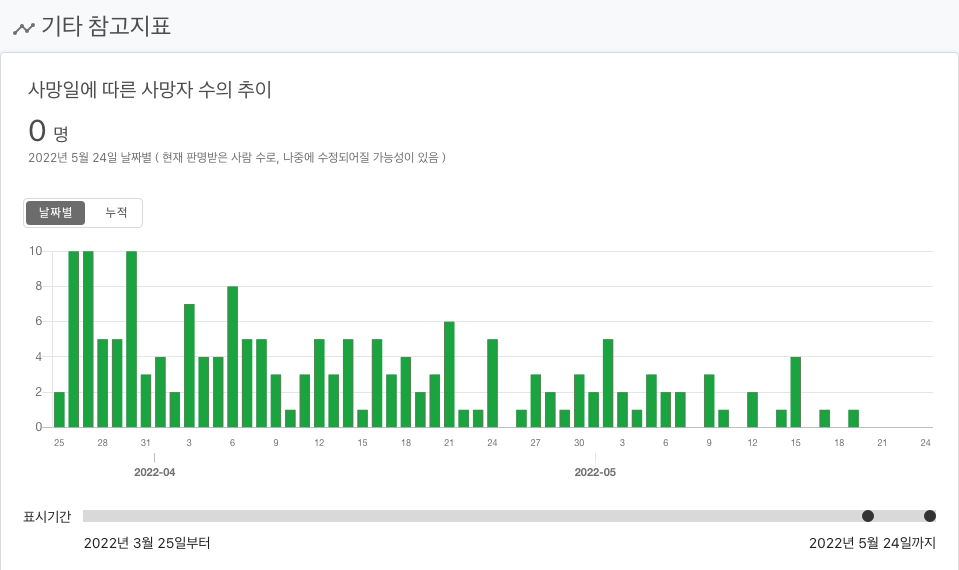 기타 참고지표
사망일에 따른 사망자 수의 추이
0 명
2022년 5월 24일 날짜별 ( 현재 판명받은 사람 수로, 나중에 수정되어질 가능성이 있음 )
날짜별 누적
10
8
6
4
2
0
25 28 31 3 6 9 12 15 18 21 24 27 30 3 6 9 12 15 18 21 24
2022-04 2022-05
표시기간
2022년 3월 25일부터 2022년 5월 24일까지